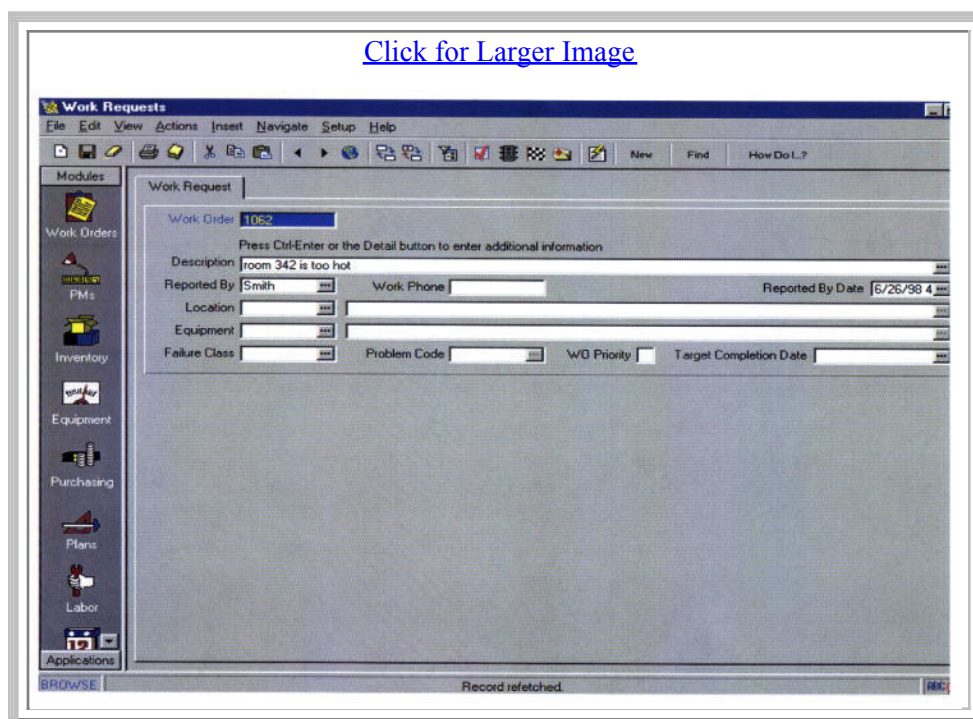 Click for Larger Image
Work Requests
File Edit View Actions Insert Navigate Setup Help
New Find How Do I..?
Modules
Work Request
Work Order 1062
Work Orders
Press Ctrl-Enter or the Detail button to enter additional information
Description room 342 is too hot
Reported By Smith Work Phone Reported By Date 6/26/98 4
PMs
Location
Equipment
Inventory
Failure Class Problem Code WO Priority Target Completion Date
Equipment
Purchasing
Plans
Labor
12
Applications
BROWSE Record refetched. ABC